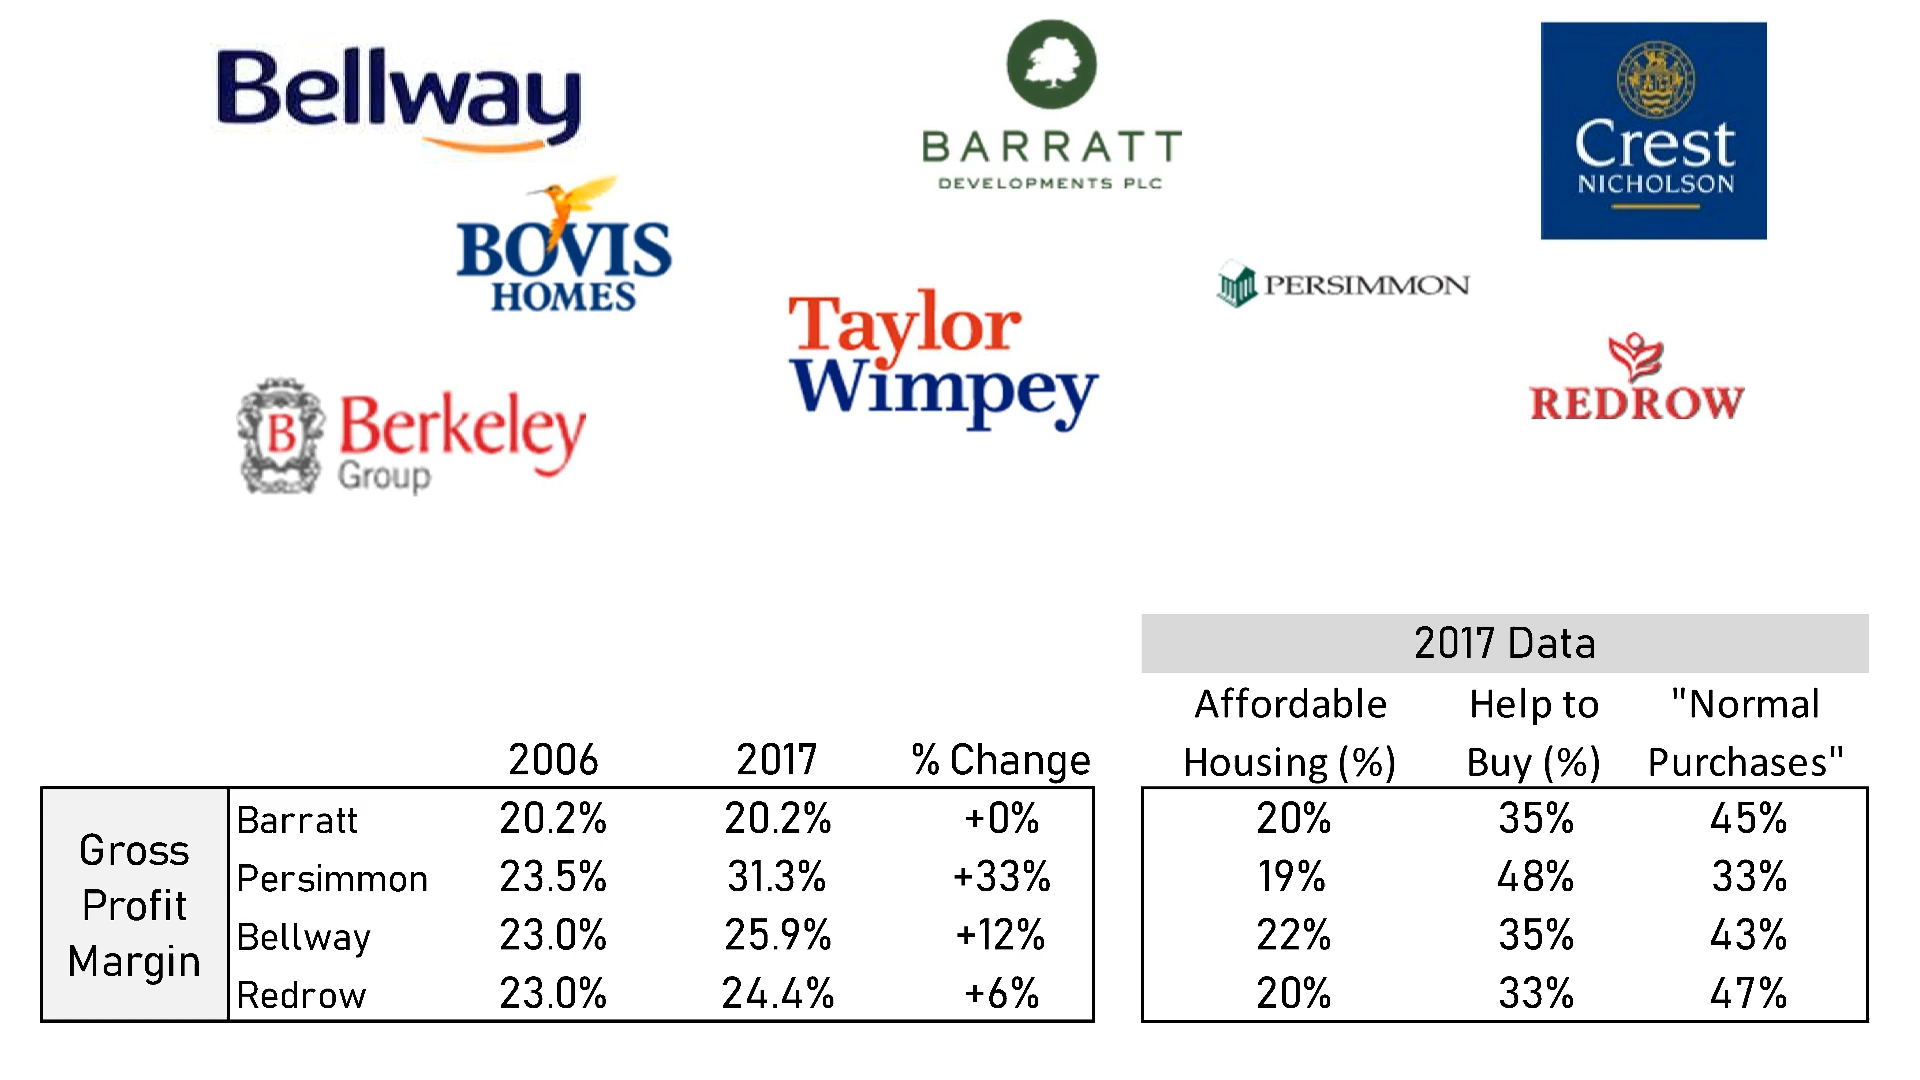 Bellway
BARRATT
DEVELOPMENTS PLC
Crest
NICHOLSON
BOVIS
HOMES
PERSIMMON
Taylor
Wimpey
REDROW
B
Berkeley
Group
2017 Data
Affordable Help to "Normal
2006 2017 % Change Housing (%) Buy (%) Purchases"
Gross
Profit
Margin
Barratt 20.2% 20.2% +0% 20% 35% 45%
Persimmon 23.5% 31.3% +33% 19% 48% 33%
Bellway 23.0% 25.9% +12% 22% 35% 43%
Redrow 23.0% 24.4% +6% 20% 33% 47%